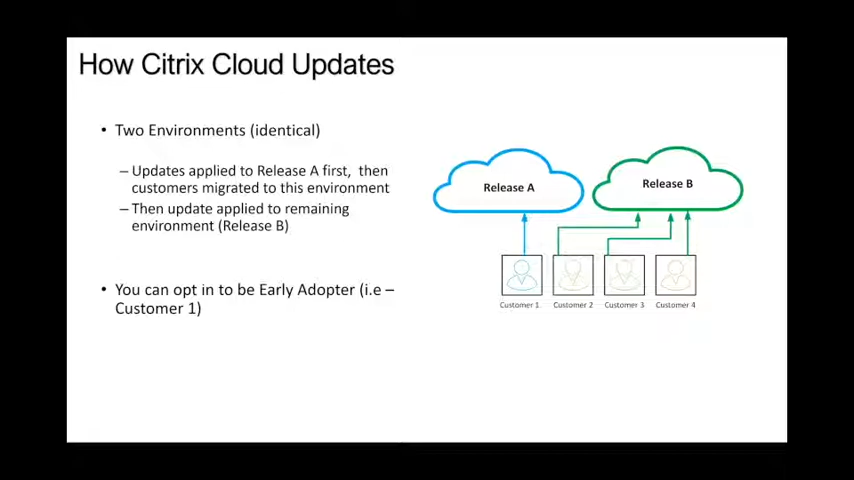 How Citrix Cloud Updates
• Two Environments (identical)
– Updates applied to Release A first, then
customers migrated to this environment
– Then update applied to remaining
environment (Release B)
• You can opt in to be Early Adopter (i.e –
Customer 1)
Release A
Release B
Customer 1
Customer 2
Customer 3
Customer 4